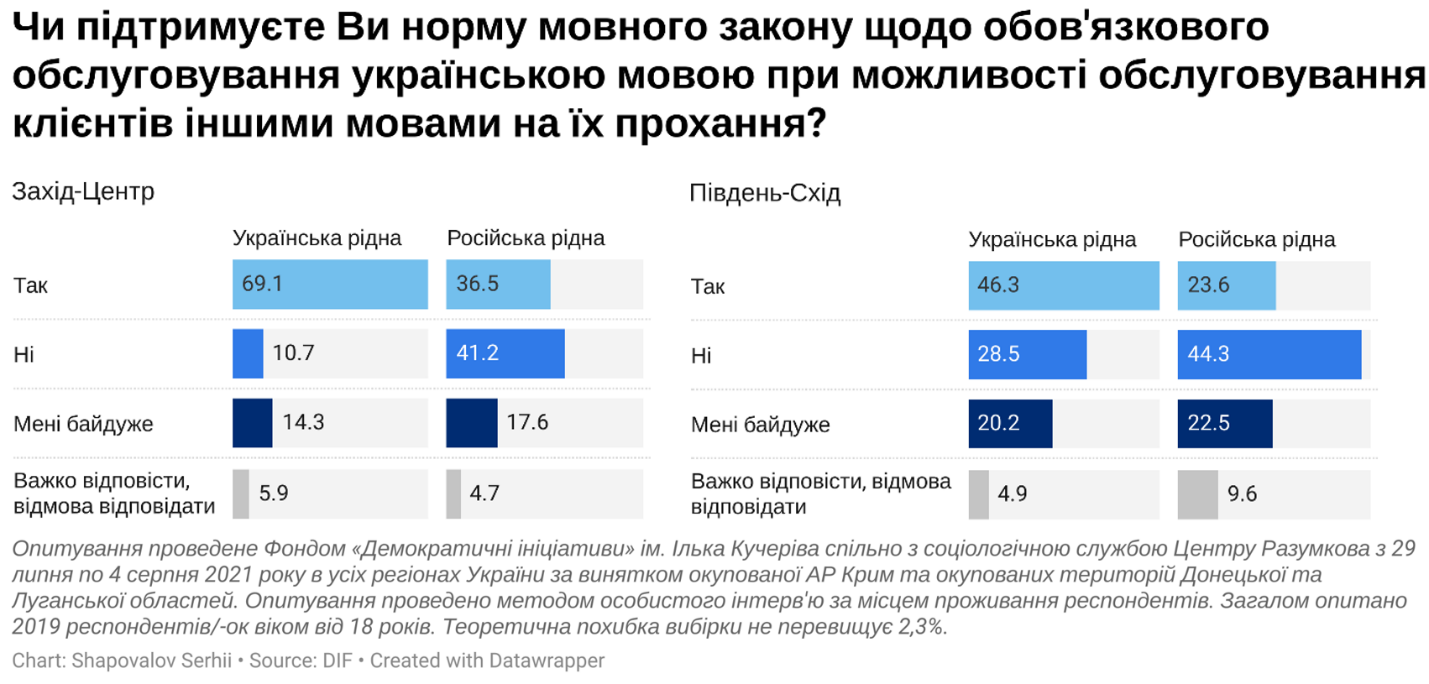 Чи підтримуєте Ви норму мовного закону щодо обов'язкового
обслуговування українською мовою при можливості обслуговування
клієнтів іншими мовами на їх прохання?
Захід-Центр
Українська рідна Російська рідна
Так 69.1 36.5
Ні 10.7 41.2
Мені байдуже 14.3 17.6
Важко відповісти,
відмова відповідати 5.9 4.7
Південь-Схід
Українська рідна Російська рідна
Так 46.3 23.6
Ні 28.5 44.3
Мені байдуже 20.2 22.5
Важко відповісти, відмова
відповідати 4.9 9.6
Опитування проведене Фондом «Демократичні ініціативи» ім. Ілька Кучеріва спільно з соціологічною службою Центру Разумкова з 29
липня по 4 серпня 2021 року в усіх регіонах України за винятком окупованої АР Крим та окупованих територій Донецької та
Луганської областей. Опитування проведено методом особистого інтерв'ю за місцем проживання респондентів. Загалом опитано
2019 респондентів/-ок віком від 18 років. Теоретична похибка вибірки не перевищує 2,3%.
Chart: Shapovalov Serhii • Source: DIF • Created with Datawrapper